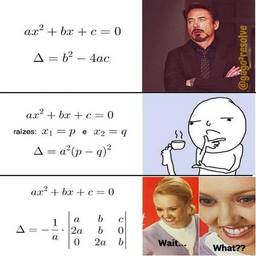 ax² + bx + c = 0
Δ = b² − 4ac
@gago²resolve
ax² + bx + c = 0
raízes: x₁ = p e x₂ = q
Δ = a²(p − q)²
ax² + bx + c = 0
Δ = −1/a · |a b c|
|2a b 0|
|0 2a b|
Wait...
What??